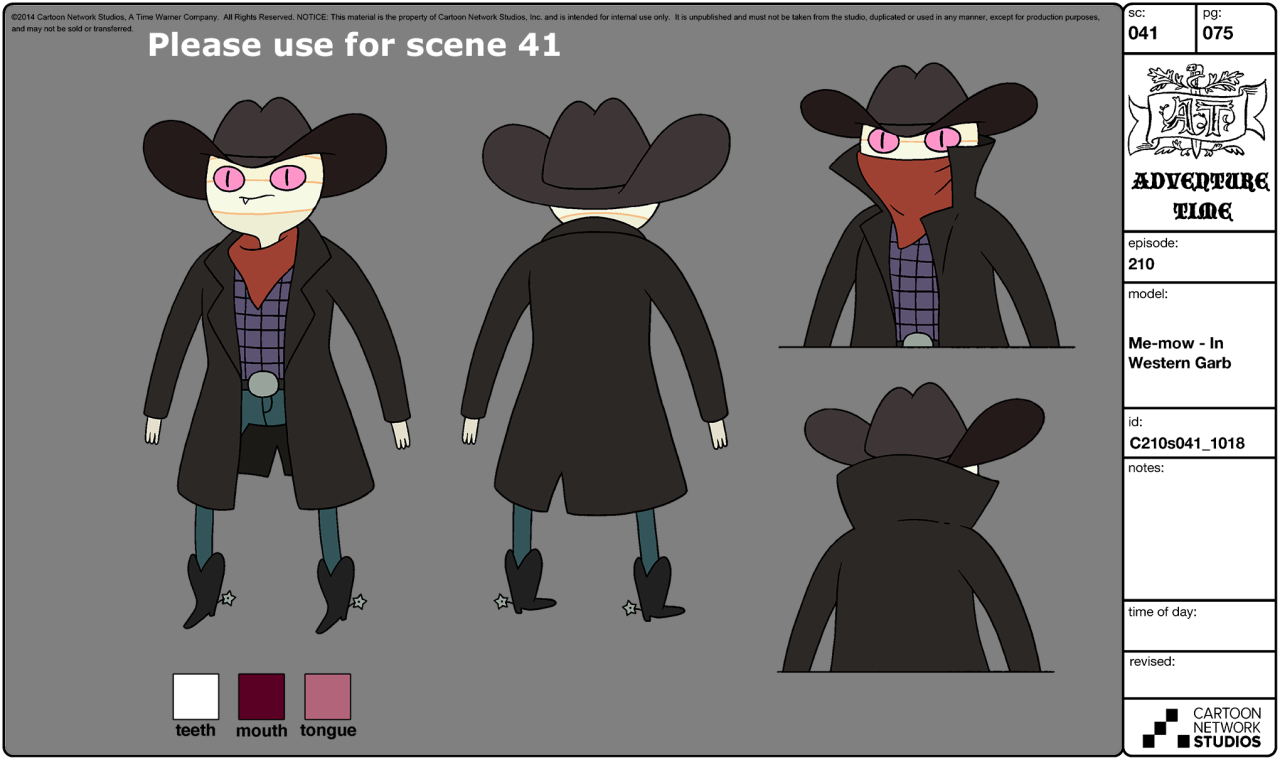 ©2014 Cartoon Network Studios, A Time Warner Company.  All Rights Reserved. NOTICE: This material is the property of Cartoon Network Studios, Inc. and is intended for internal use only.  It is unpublished and must not be taken from the studio, duplicated or used in any manner, except for production purposes,
and may not be sold or transferred.
Please use for scene 41
teeth
mouth
tongue
sc:
041
pg:
075
AT
ADVENTURE
TIME
episode:
210
model:
Me-mow - In
Western Garb
id:
C210s041_1018
notes:
time of day:
revised:
CARTOON
NETWORK
STUDIOS